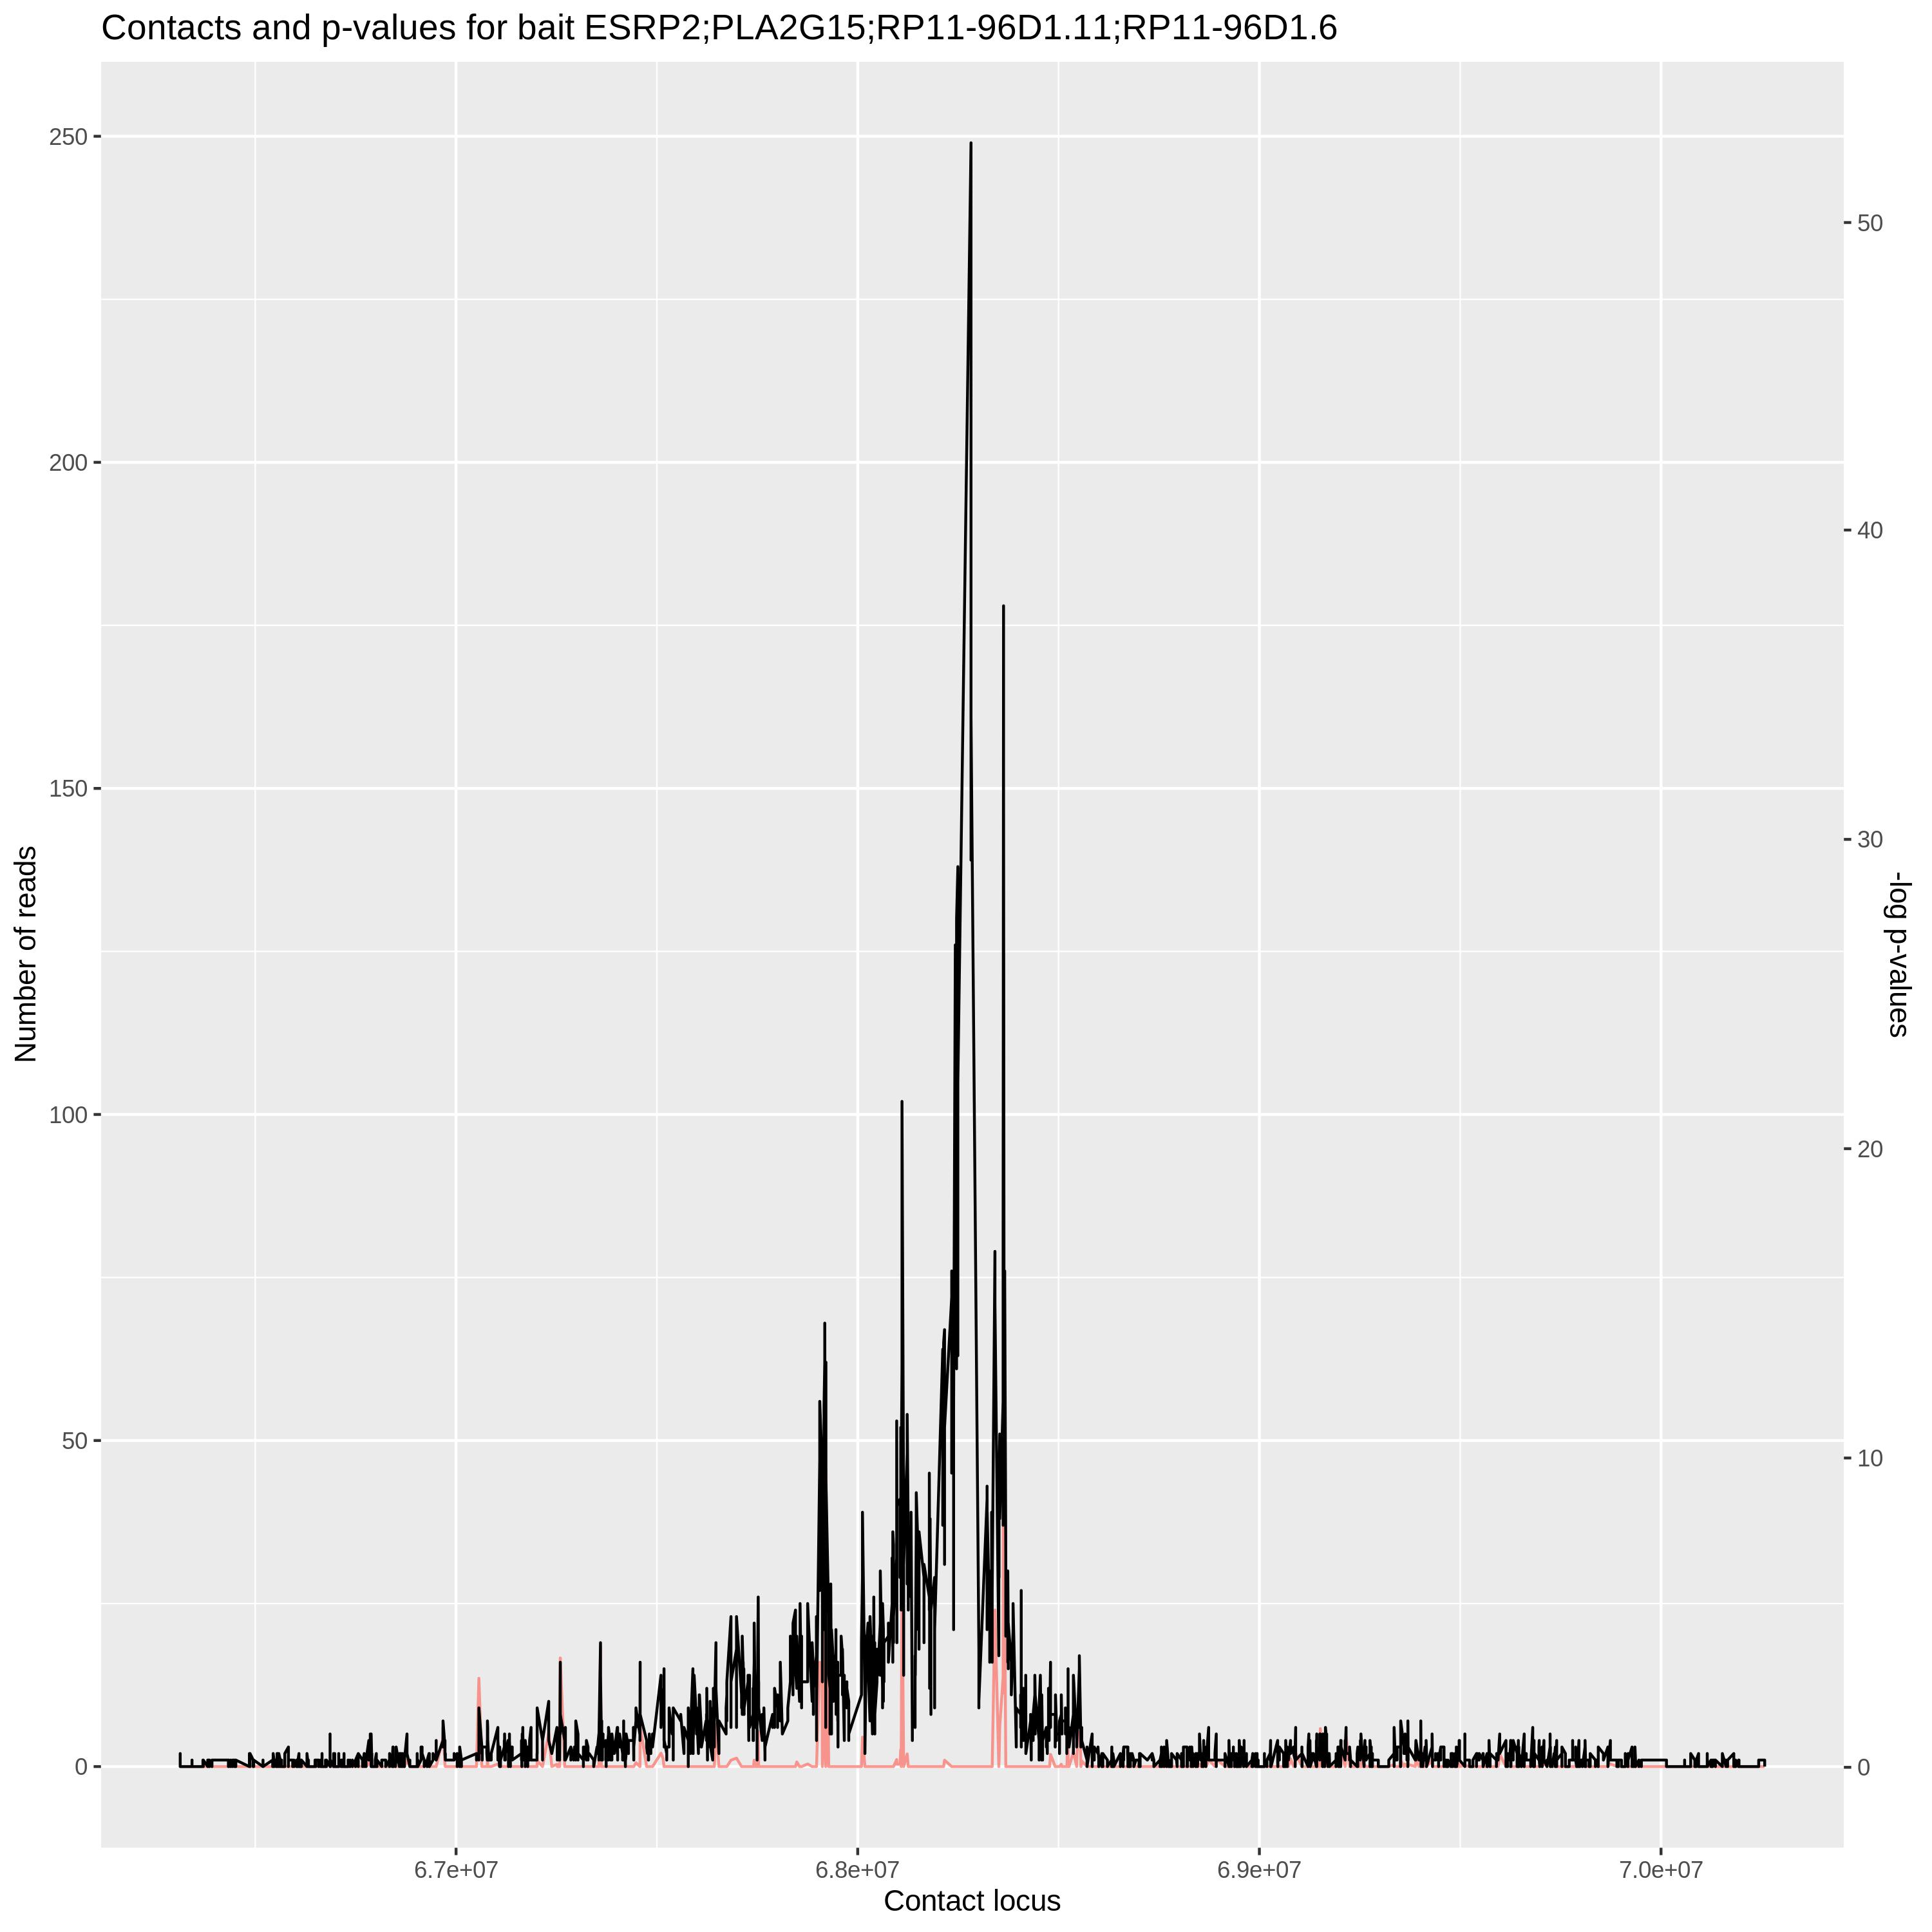 Contacts and p-values for bait ESRP2;PLA2G15;RP11-96D1.11;RP11-96D1.6
250
200
150
100
50
0
Number of reads
50
40
30
20
10
0
-log p-values
6.7e+07 6.8e+07 6.9e+07 7.0e+07
Contact locus